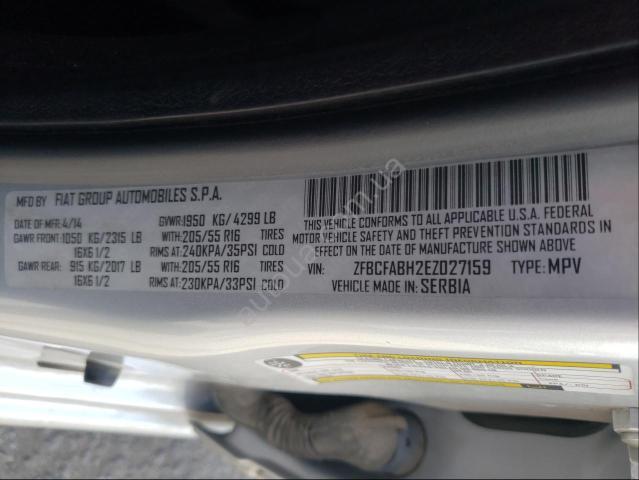 MFD BY FIAT GROUP AUTOMOBILES S.P.A.
DATE OF MFR: 4/14 GVWR: 1950 KG/4299 LB
GAWR FRONT: 1050 KG/2315 LB WITH: 205/55 R16 TIRES
16X6 1/2 RIMS AT: 240KPA/35PSI COLD
GAWR REAR: 915 KG/2017 LB WITH: 205/55 R16 TIRES
16X6 1/2 RIMS AT: 230KPA/33PSI COLD
THIS VEHICLE CONFORMS TO ALL APPLICABLE U.S.A. FEDERAL
MOTOR VEHICLE SAFETY AND THEFT PREVENTION STANDARDS IN
EFFECT ON DATE OF MANUFACTURE SHOWN ABOVE.
VIN: ZFBCFABH2EZ027159 TYPE: MPV
VEHICLE MADE IN SERBIA